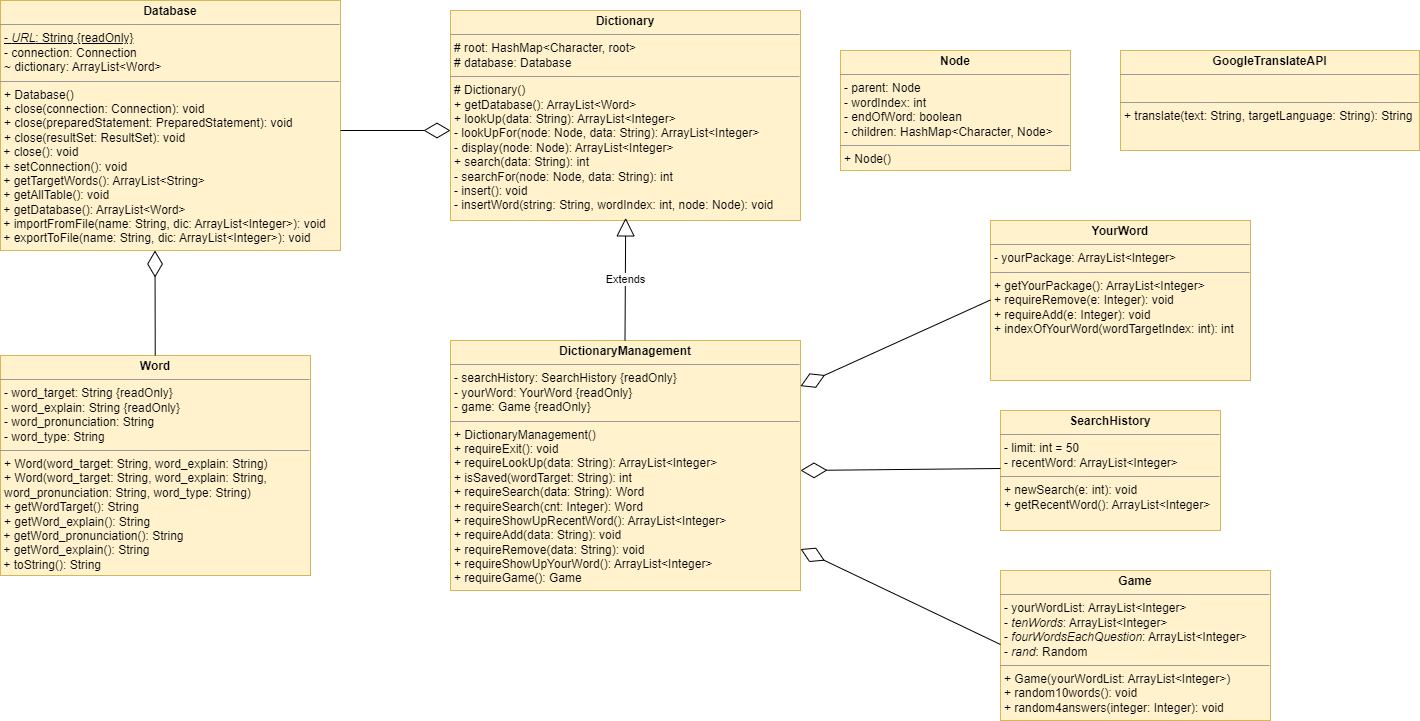 Database
- URL: String {readOnly}
- connection: Connection
~ dictionary: ArrayList<Word>
+ Database()
+ close(connection: Connection): void
+ close(preparedStatement: PreparedStatement): void
+ close(resultSet: ResultSet): void
+ close(): void
+ setConnection(): void
+ getTargetWords(): ArrayList<String>
+ getAllTable(): void
+ getDatabase(): ArrayList<Word>
+ importFromFile(name: String, dic: ArrayList<Integer>): void
+ exportToFile(name: String, dic: ArrayList<Integer>): void
Dictionary
# root: HashMap<Character, root>
# database: Database
# Dictionary()
+ getDatabase(): ArrayList<Word>
+ lookUp(data: String): ArrayList<Integer>
- lookUpFor(node: Node, data: String): ArrayList<Integer>
- display(node: Node): ArrayList<Integer>
+ search(data: String): int
- searchFor(node: Node, data: String): int
- insert(): void
- insertWord(string: String, wordIndex: int, node: Node): void
Node
- parent: Node
- wordIndex: int
- endOfWord: boolean
- children: HashMap<Character, Node>
+ Node()
GoogleTranslateAPI
+ translate(text: String, targetLanguage: String): String
Extends
YourWord
- yourPackage: ArrayList<Integer>
+ getYourPackage(): ArrayList<Integer>
+ requireRemove(e: Integer): void
+ requireAdd(e: Integer): void
+ indexOfYourWord(wordTargetIndex: int): int
Word
- word_target: String {readOnly}
- word_explain: String {readOnly}
- word_pronunciation: String
- word_type: String
+ Word(word_target: String, word_explain: String)
+ Word(word_target: String, word_explain: String,
word_pronunciation: String, word_type: String)
+ getWordTarget(): String
+ getWord_explain(): String
+ getWord_pronunciation(): String
+ getWord_explain(): String
+ toString(): String
DictionaryManagement
- searchHistory: SearchHistory {readOnly}
- yourWord: YourWord {readOnly}
- game: Game {readOnly}
+ DictionaryManagement()
+ requireExit(): void
+ requireLookUp(data: String): ArrayList<Integer>
+ isSaved(wordTarget: String): int
+ requireSearch(data: String): Word
+ requireSearch(cnt: Integer): Word
+ requireShowUpRecentWord(): ArrayList<Integer>
+ requireAdd(data: String): void
+ requireRemove(data: String): void
+ requireShowUpYourWord(): ArrayList<Integer>
+ requireGame(): Game
SearchHistory
- limit: int = 50
- recentWord: ArrayList<Integer>
+ newSearch(e: int): void
+ getRecentWord(): ArrayList<Integer>
Game
- yourWordList: ArrayList<Integer>
- tenWords: ArrayList<Integer>
- fourWordsEachQuestion: ArrayList<Integer>
- rand: Random
+ Game(yourWordList: ArrayList<Integer>)
+ random10words(): void
+ random4answers(integer: Integer): void